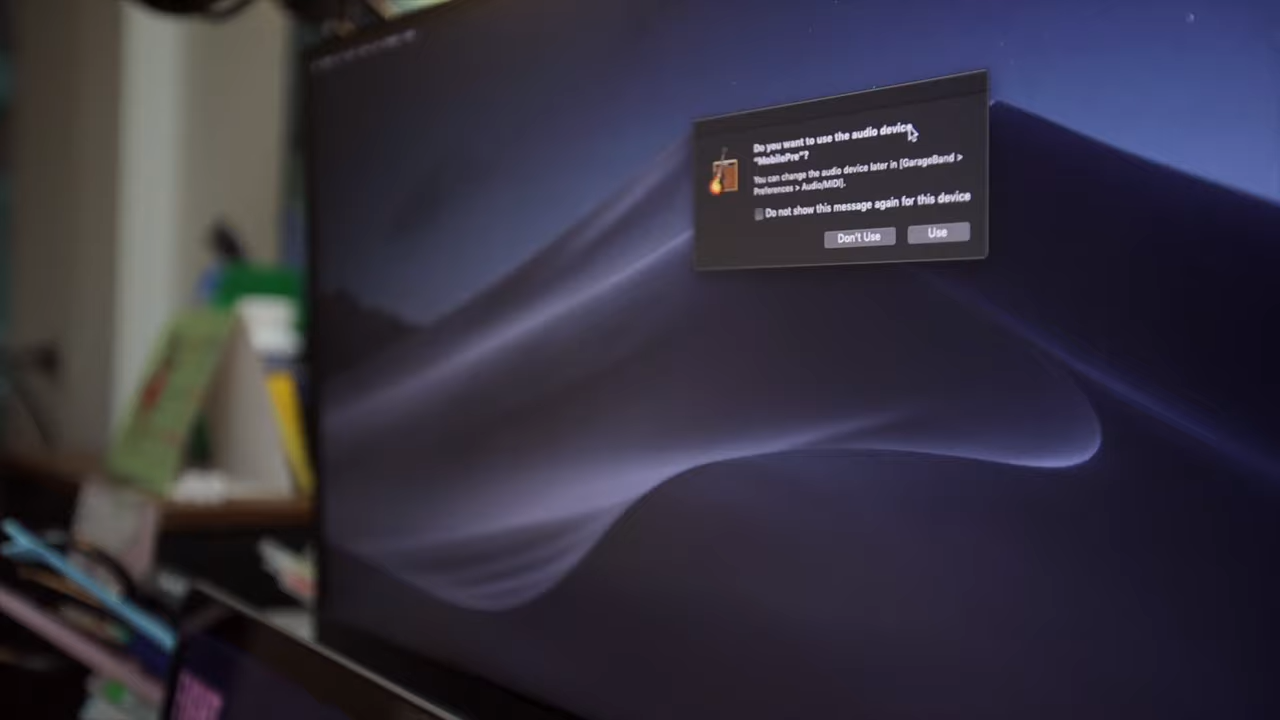 Do you want to use the audio device
"MobilePre"?
You can change the audio device later in [GarageBand >
Preferences > Audio/MIDI].
Do not show this message again for this device
Don't Use
Use